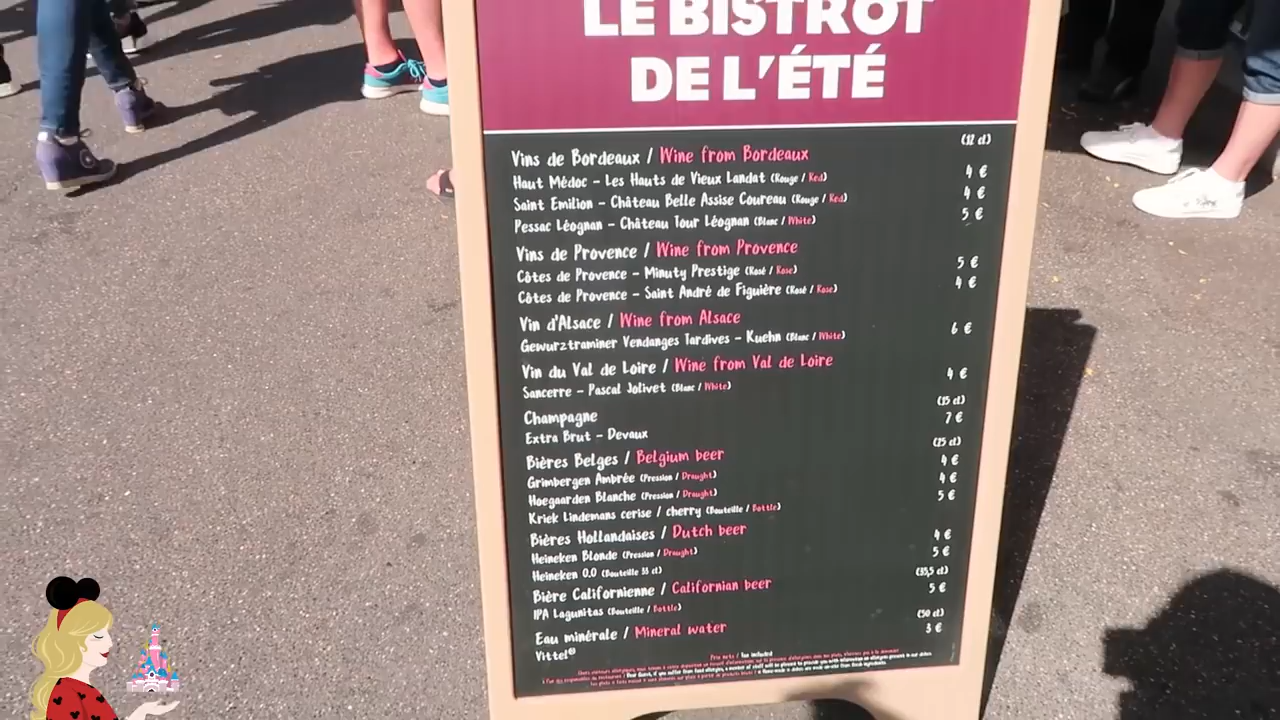 LE BISTROT
DE L'ÉTÉ
(12 cl)
Vins de Bordeaux / Wine from Bordeaux
Haut Médoc - Les Hauts de Vieux Landat (Rouge / Red) 4 €
Saint Emilion - Château Belle Assise Coureau (Rouge / Red) 4 €
Pessac Léognan - Château Tour Léognan (Blanc / White) 5 €
Vins de Provence / Wine from Provence
Côtes de Provence - Minuty Prestige (Rosé / Rose) 5 €
Côtes de Provence - Saint André de Figuière (Rosé / Rose) 4 €
Vin d'Alsace / Wine from Alsace
Gewurztraminer Vendanges Tardives - Kuehn (Blanc / White) 6 €
Vin du Val de Loire / Wine from Val de Loire
Sancerre - Pascal Jolivet (Blanc / White) 4 €
Champagne (15 cl)
Extra Brut - Devaux 7 €
Bières Belges / Belgium beer (25 cl)
Grimbergen Ambrée (Pression / Draught) 4 €
Hoegaarden Blanche (Pression / Draught) 4 €
Kriek Lindemans cerise / cherry (Bouteille / Bottle) 5 €
Bières Hollandaises / Dutch beer
Heineken Blonde (Pression / Draught) 4 €
Heineken 0.0 (Bouteille 33 cl) 5 €
Bière Californienne / Californian beer (35,5 cl)
IPA Lagunitas (Bouteille / Bottle) 5 €
Eau minérale / Mineral water (50 cl)
Vittel® 3 €
Prix nets / Tax included